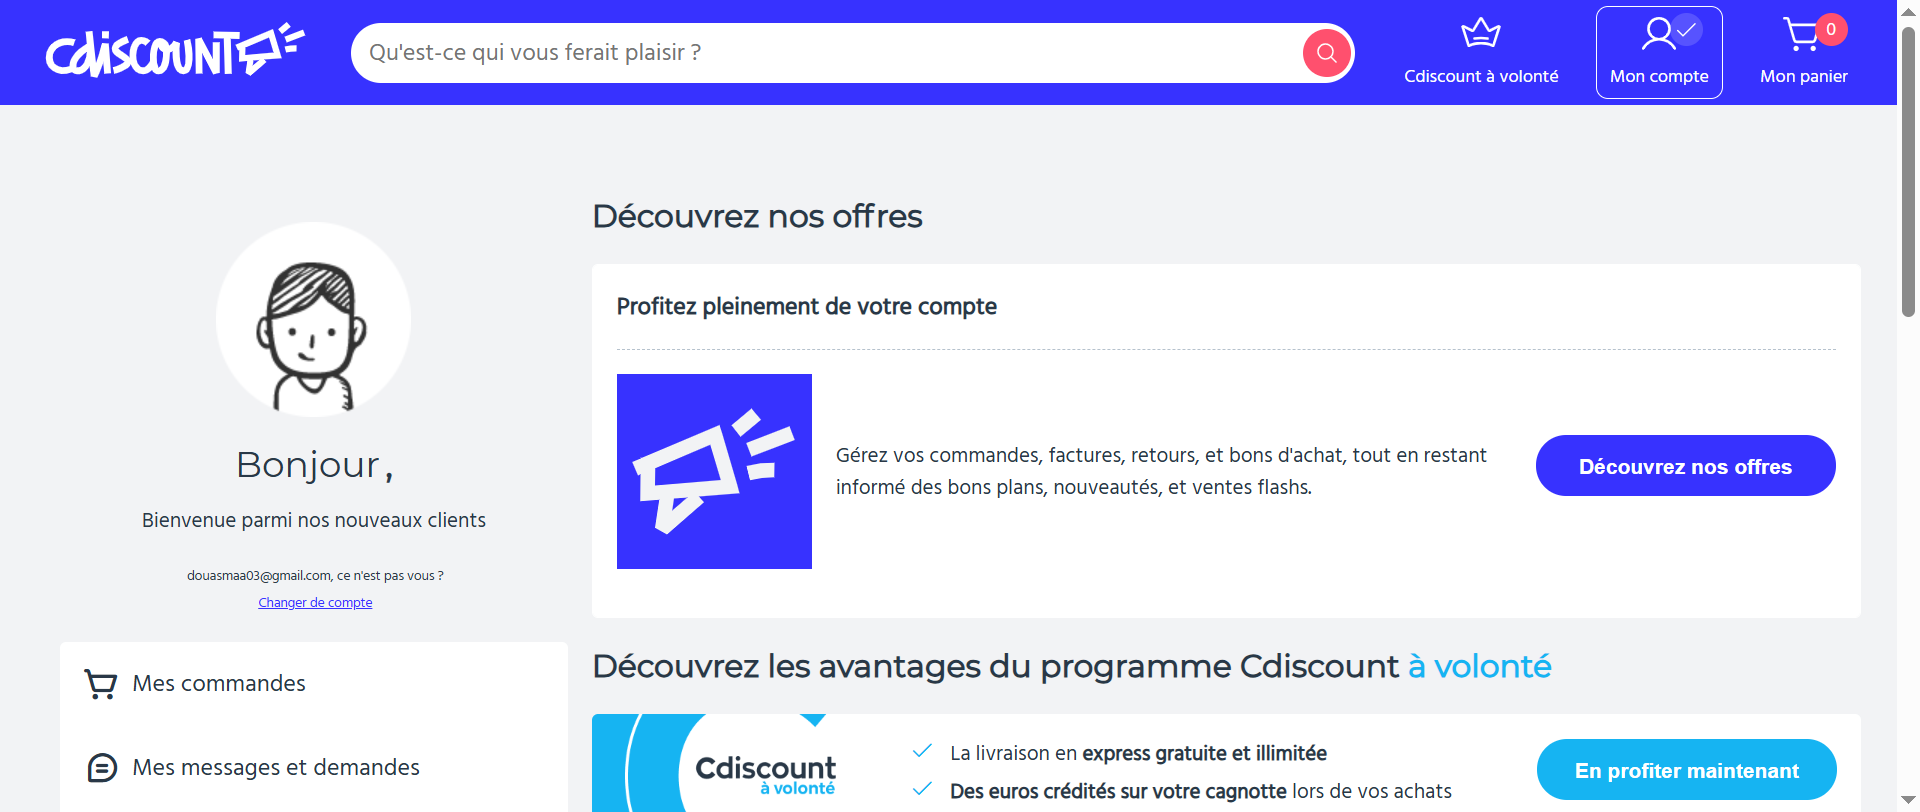 Cdiscount
Qu'est-ce qui vous ferait plaisir ?
Cdiscount à volonté
Mon compte
0
Mon panier
Découvrez nos offres
Profitez pleinement de votre compte
Gérez vos commandes, factures, retours, et bons d'achat, tout en restant
informé des bons plans, nouveautés, et ventes flashs.
Découvrez nos offres
Bonjour,
Bienvenue parmi nos nouveaux clients
douasmaa03@gmail.com, ce n'est pas vous ?
Changer de compte
Mes commandes
Mes messages et demandes
Découvrez les avantages du programme Cdiscount à volonté
Cdiscount
à volonté
La livraison en express gratuite et illimitée
Des euros crédités sur votre cagnotte lors de vos achats
En profiter maintenant